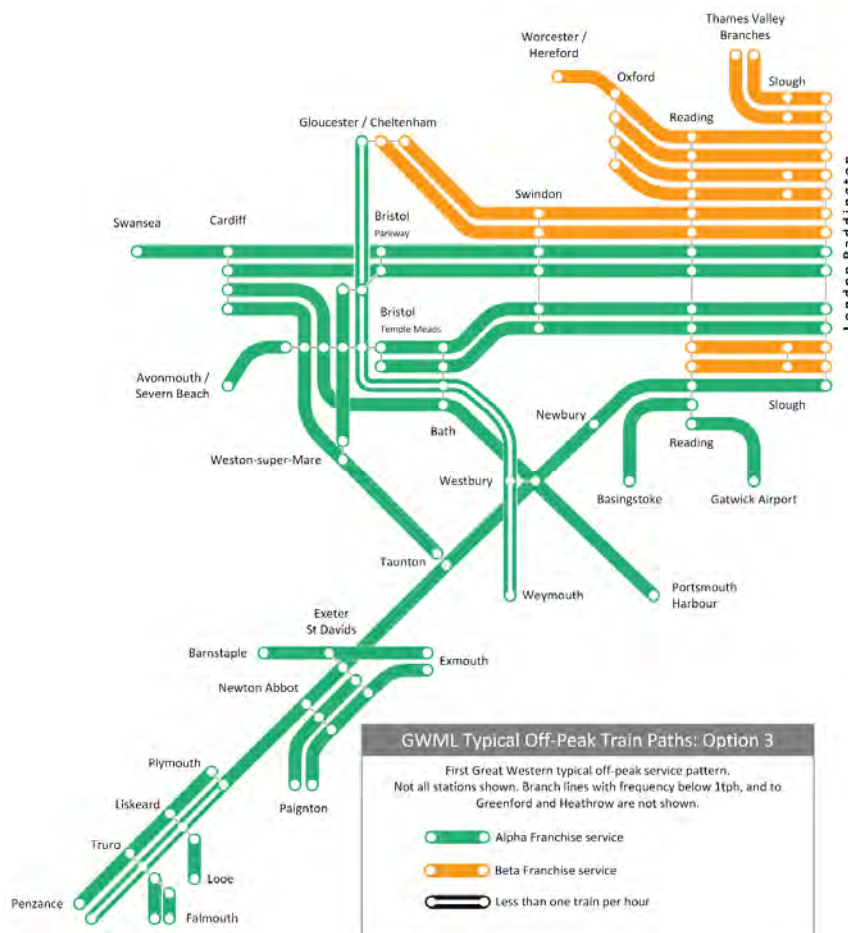 Thames Valley
Branches
Worcester /
Hereford
Oxford
Slough
Reading
Gloucester / Cheltenham
London Paddington
Swindon
Swansea
Cardiff
Bristol
Parkway
Bristol
Temple Meads
Avonmouth /
Severn Beach
Newbury
Slough
Bath
Reading
Weston-super-Mare
Westbury
Basingstoke
Gatwick Airport
Taunton
Weymouth
Portsmouth
Harbour
Exeter
St Davids
Barnstaple
Exmouth
Newton Abbot
GWML Typical Off-Peak Train Paths: Option 3
Plymouth
First Great Western typical off-peak service pattern.
Not all stations shown. Branch lines with frequency below 1tph, and to
Greenford and Heathrow are not shown.
Liskeard
Paignton
Alpha Franchise service
Truro
Beta Franchise service
Looe
Penzance
Falmouth
Less than one train per hour